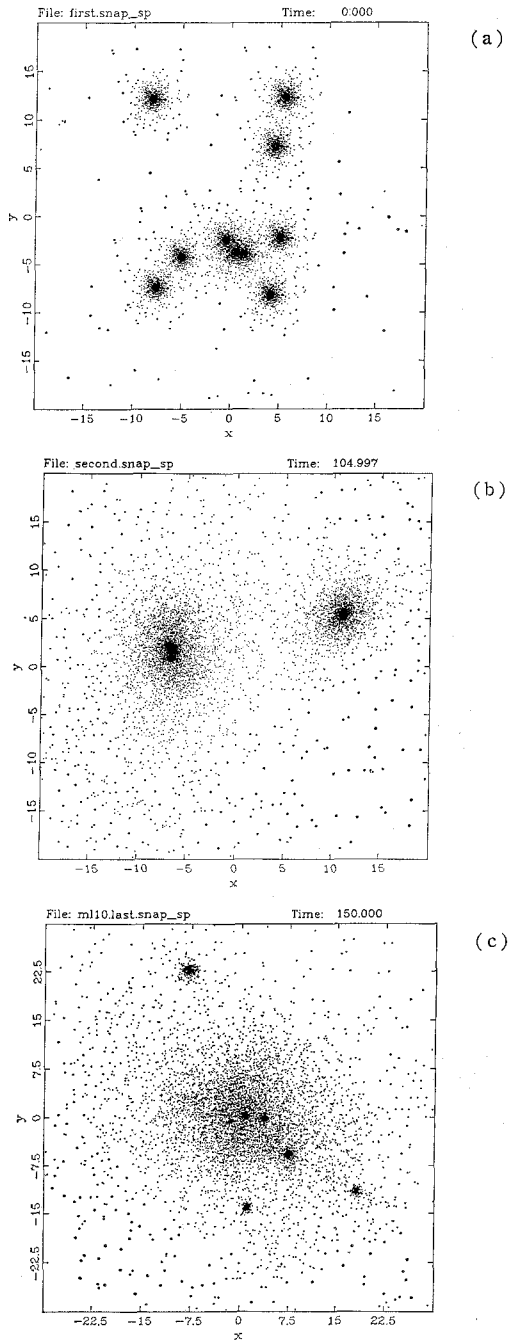 File: first.snap_sp Time: 0.000
(a)
15
10
5
0
−5
−10
−15
y
−15 −10 −5 0 5 10 15
x
File: second.snap_sp Time: 104.997
(b)
15
10
5
0
−5
−10
−15
y
−15 −10 −5 0 5 10 15
x
File: ml10.last.snap_sp Time: 150.000
(c)
22.5
15
7.5
0
−7.5
−15
−22.5
y
−22.5 −15 −7.5 0 7.5 15 22.5
x